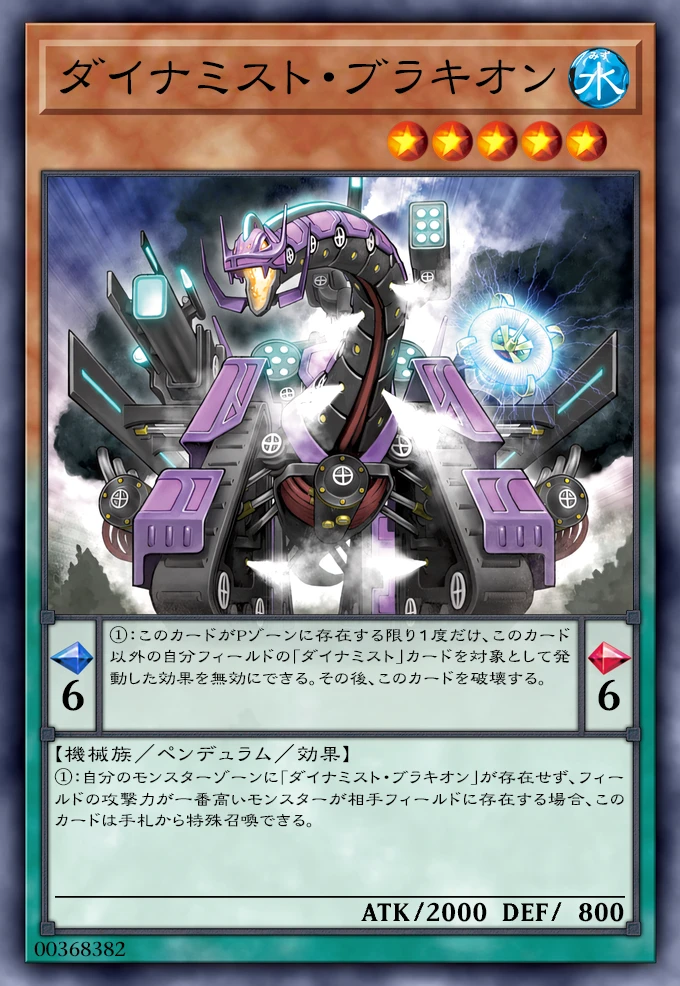 ダイナミスト・ブラキオン
みず
水
①：このカードがPゾーンに存在する限り1度だけ、このカード
以外の自分フィールドの「ダイナミスト」カードを対象として発
動した効果を無効にできる。その後、このカードを破壊する。
6
6
【機械族／ペンデュラム／効果】
①：自分のモンスターゾーンに「ダイナミスト・ブラキオン」が存在せず、フィー
ルドの攻撃力が一番高いモンスターが相手フィールドに存在する場合、この
カードは手札から特殊召喚できる。
ATK/2000 DEF/ 800
00368382